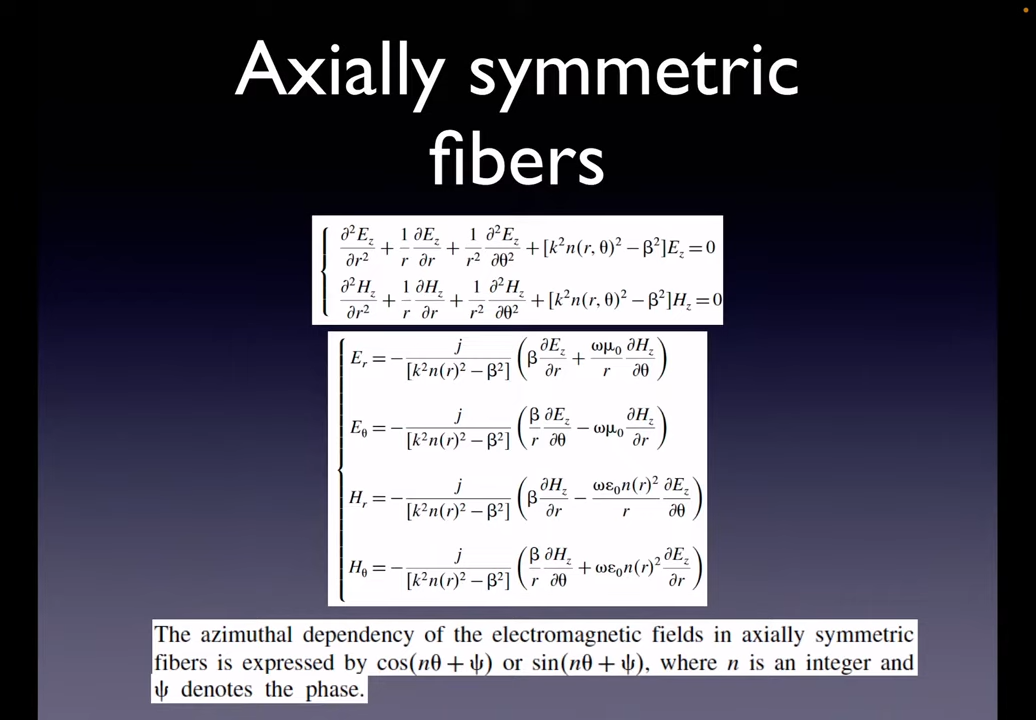 Axially symmetric
fibers
∂²E_z/∂r² + 1/r ∂E_z/∂r + 1/r² ∂²E_z/∂θ² + [k²n(r, θ)² − β²]E_z = 0
∂²H_z/∂r² + 1/r ∂H_z/∂r + 1/r² ∂²H_z/∂θ² + [k²n(r, θ)² − β²]H_z = 0
E_r = − j/[k²n(r)² − β²] (β ∂E_z/∂r + ωμ₀/r ∂H_z/∂θ)
E_θ = − j/[k²n(r)² − β²] (β/r ∂E_z/∂θ − ωμ₀ ∂H_z/∂r)
H_r = − j/[k²n(r)² − β²] (β ∂H_z/∂r − ωε₀n(r)²/r ∂E_z/∂θ)
H_θ = − j/[k²n(r)² − β²] (β/r ∂H_z/∂θ + ωε₀n(r)² ∂E_z/∂r)
The azimuthal dependency of the electromagnetic fields in axially symmetric
fibers is expressed by cos(nθ + ψ) or sin(nθ + ψ), where n is an integer and
ψ denotes the phase.